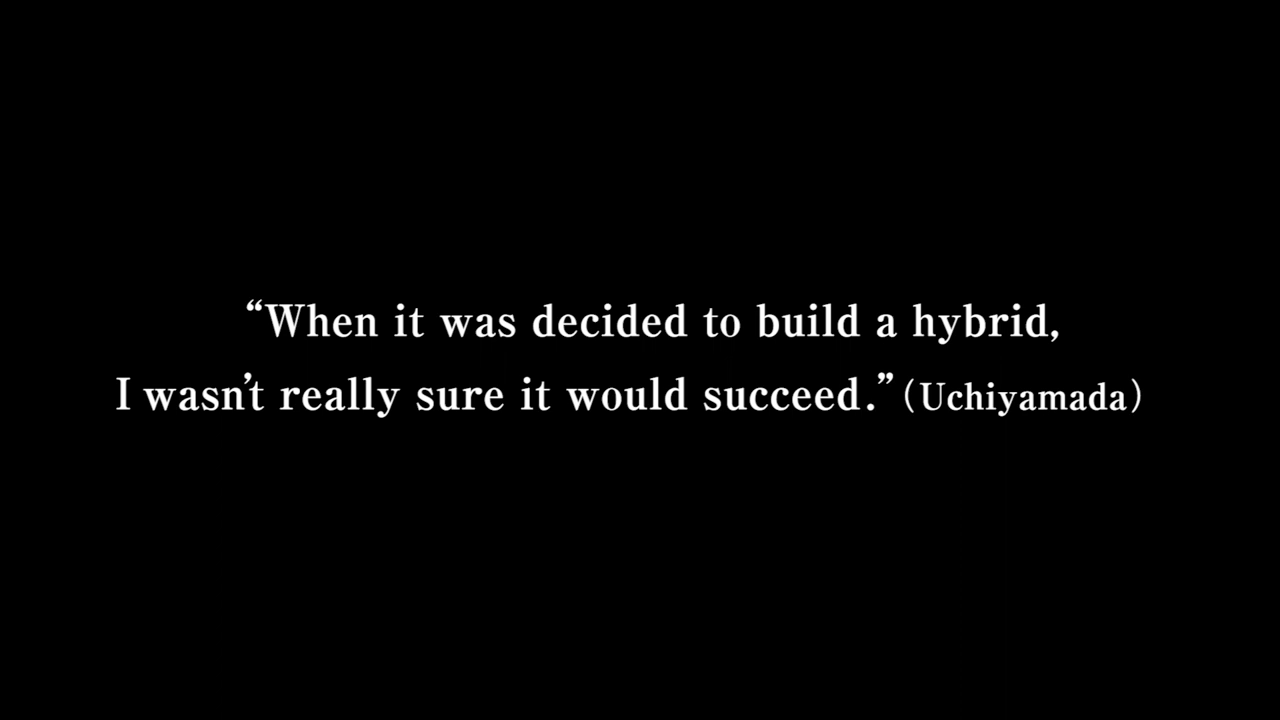 “When it was decided to build a hybrid,
I wasn’t really sure it would succeed.”(Uchiyamada)